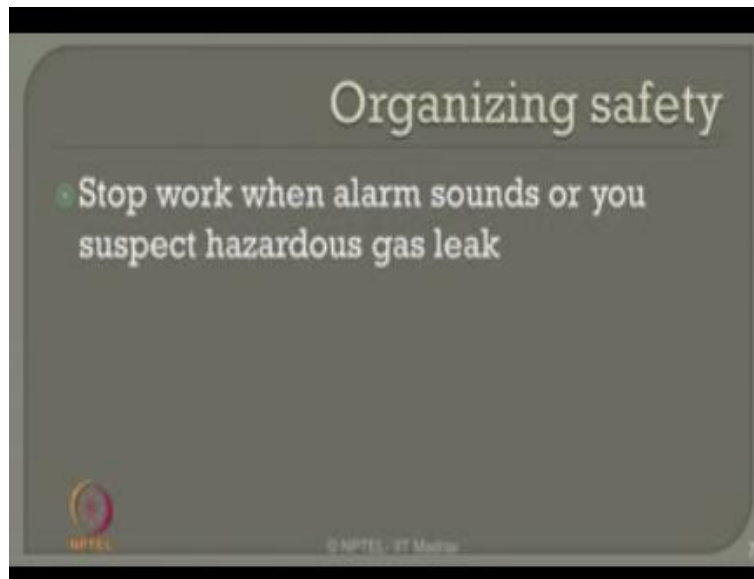 Organizing safety
Stop work when alarm sounds or you
suspect hazardous gas leak
NPTEL
© NPTEL - IIT Madras